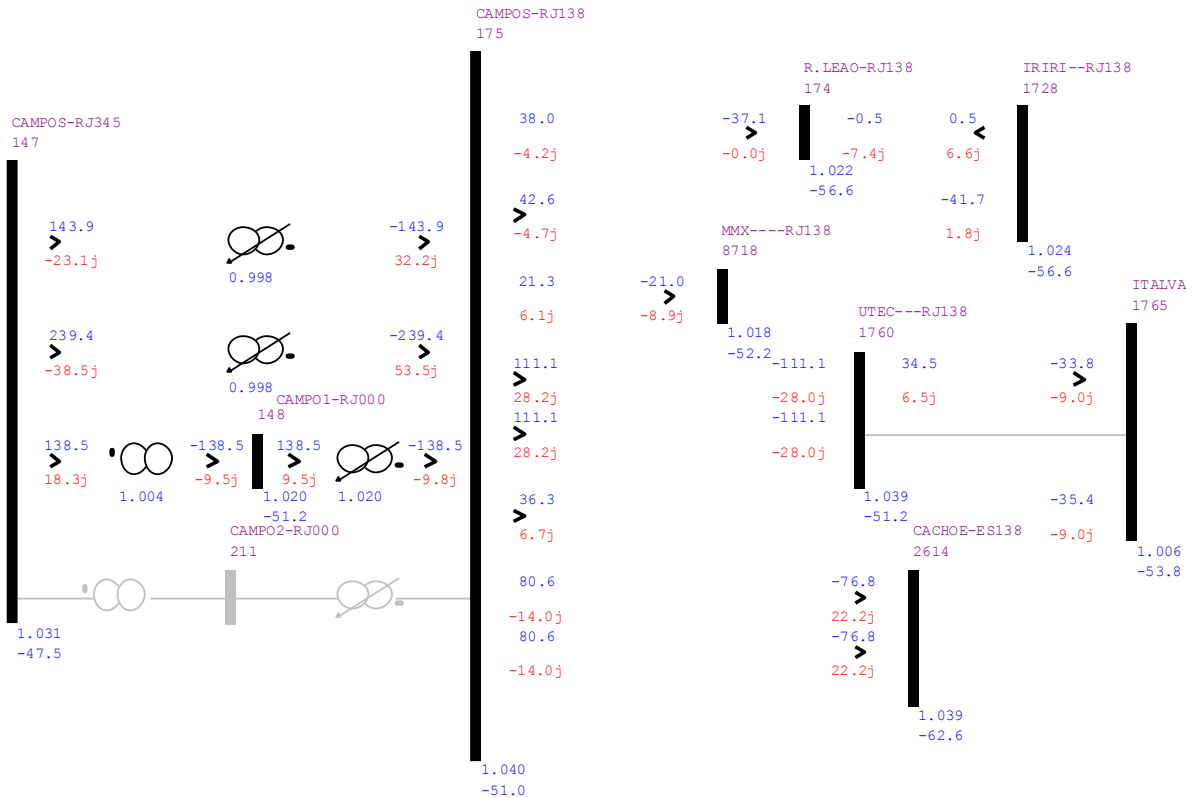 CAMPOS-RJ138
175
R.LEAO-RJ138
174
IRIRI--RJ138
1728
CAMPOS-RJ345
147
38.0
-4.2j
-37.1
-0.0j
-0.5
-7.4j
0.5
6.6j
1.022
-56.6
42.6
-4.7j
-41.7
1.8j
1.024
-56.6
143.9
-23.1j
0.998
-143.9
32.2j
MMX----RJ138
8718
21.3
6.1j
-21.0
-8.9j
1.018
-52.2
ITALVA
1765
UTEC---RJ138
1760
239.4
-38.5j
0.998
-239.4
53.5j
111.1
28.2j
-111.1
-28.0j
34.5
6.5j
-33.8
-9.0j
CAMPO1-RJ000
148
111.1
28.2j
-111.1
-28.0j
138.5
18.3j
1.004
-138.5
-9.5j
138.5
9.5j
1.020
-51.2
1.020
-138.5
-9.8j
36.3
6.7j
1.039
-51.2
-35.4
-9.0j
1.006
-53.8
CAMPO2-RJ000
211
CACHOE-ES138
2614
80.6
-14.0j
-76.8
22.2j
80.6
-14.0j
-76.8
22.2j
1.031
-47.5
1.039
-62.6
1.040
-51.0